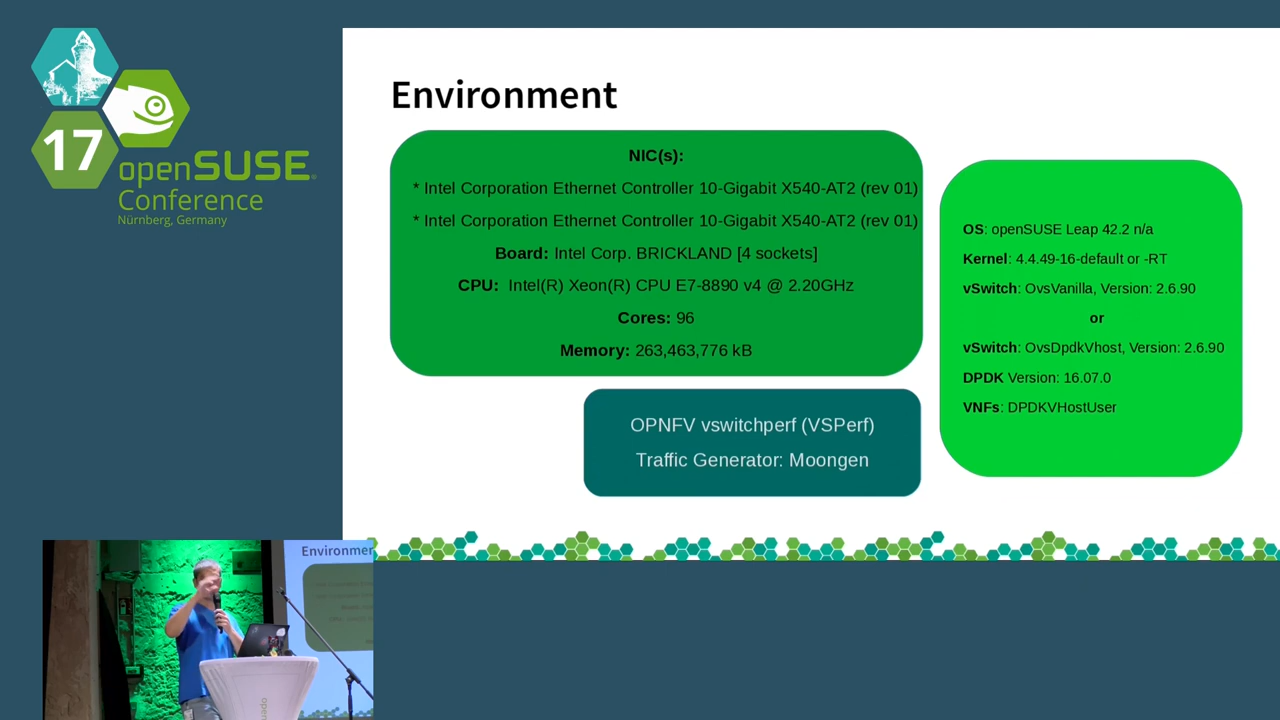 17
openSUSE
Conference
Nürnberg, Germany
Environment
NIC(s):
* Intel Corporation Ethernet Controller 10-Gigabit X540-AT2 (rev 01)
* Intel Corporation Ethernet Controller 10-Gigabit X540-AT2 (rev 01)
Board: Intel Corp. BRICKLAND [4 sockets]
CPU: Intel(R) Xeon(R) CPU E7-8890 v4 @ 2.20GHz
Cores: 96
Memory: 263,463,776 kB
OS: openSUSE Leap 42.2 n/a
Kernel: 4.4.49-16-default or -RT
vSwitch: OvsVanilla, Version: 2.6.90
or
vSwitch: OvsDpdkVhost, Version: 2.6.90
DPDK Version: 16.07.0
VNFs: DPDKVHostUser
OPNFV vswitchperf (VSPerf)
Traffic Generator: Moongen
Environmen